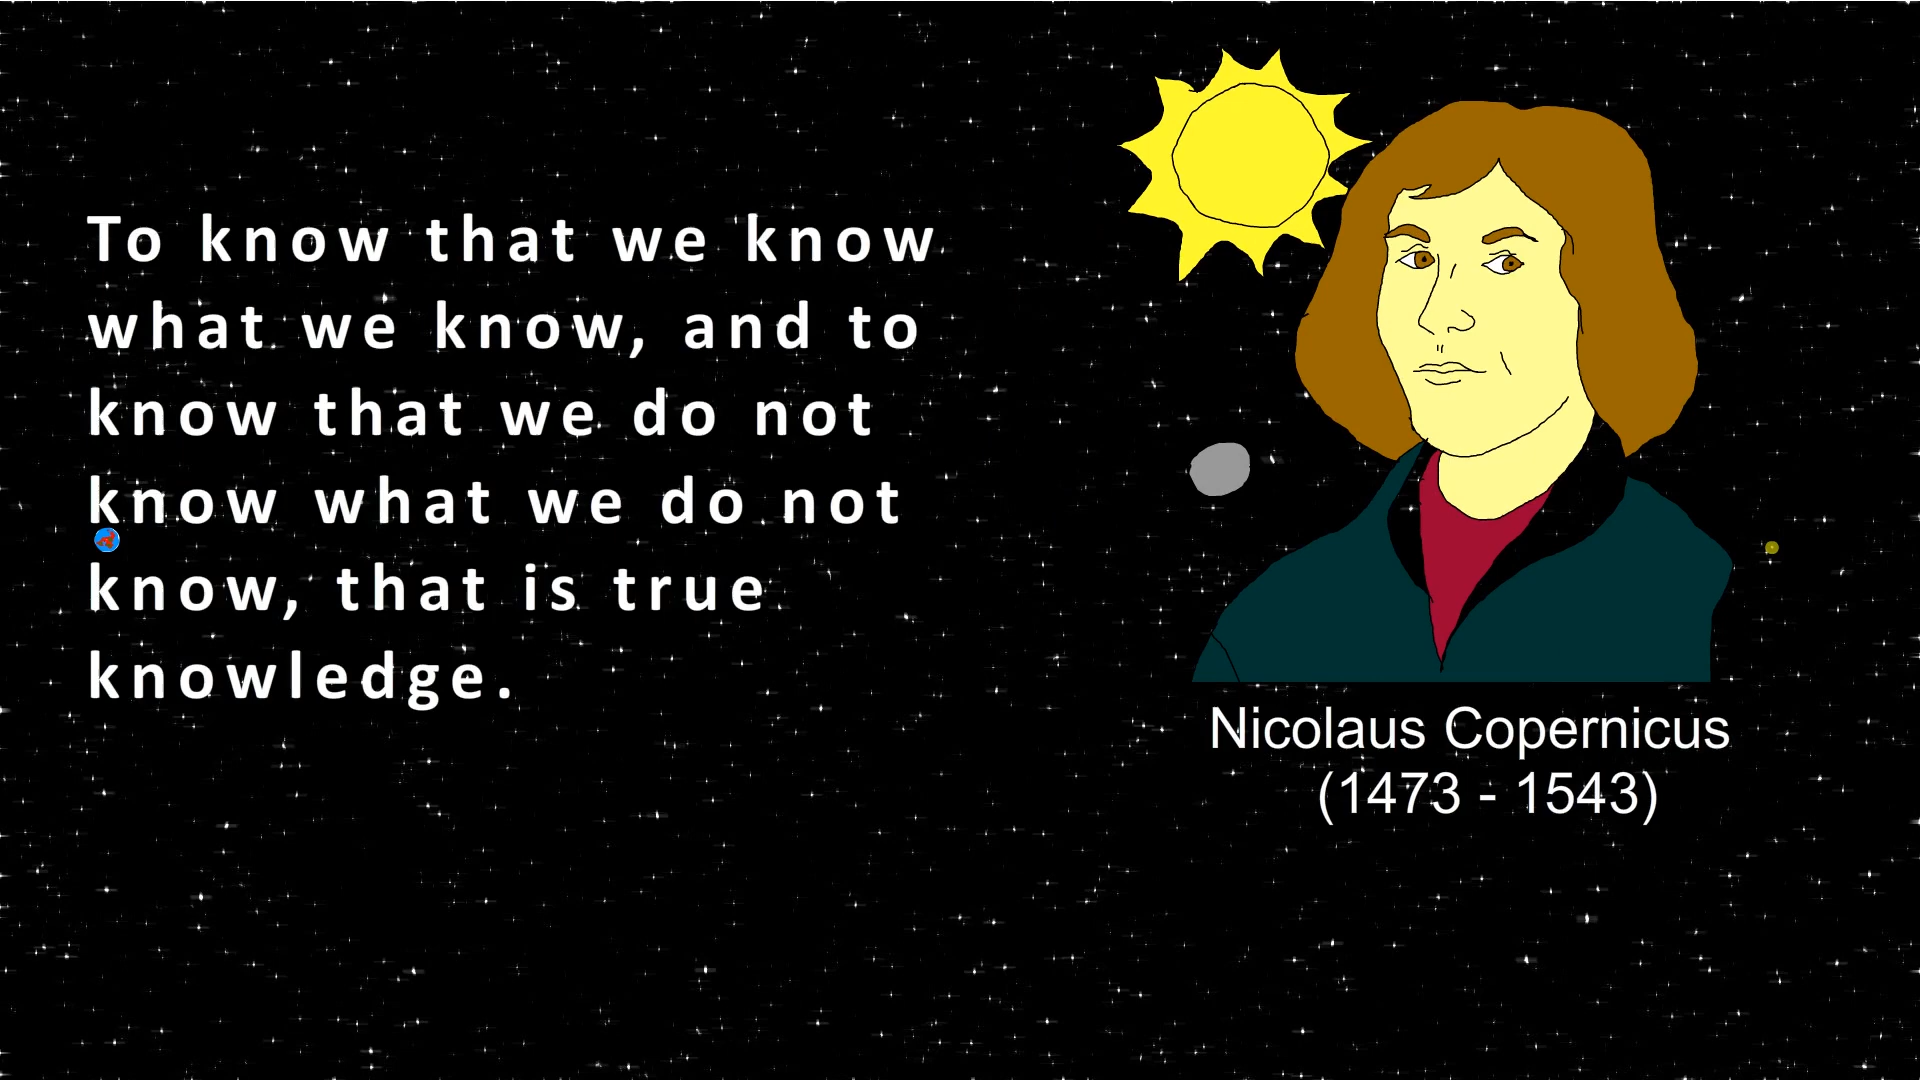 To know that we know
what we know, and to
know that we do not
know what we do not
know, that is true
knowledge.
Nicolaus Copernicus
(1473 - 1543)